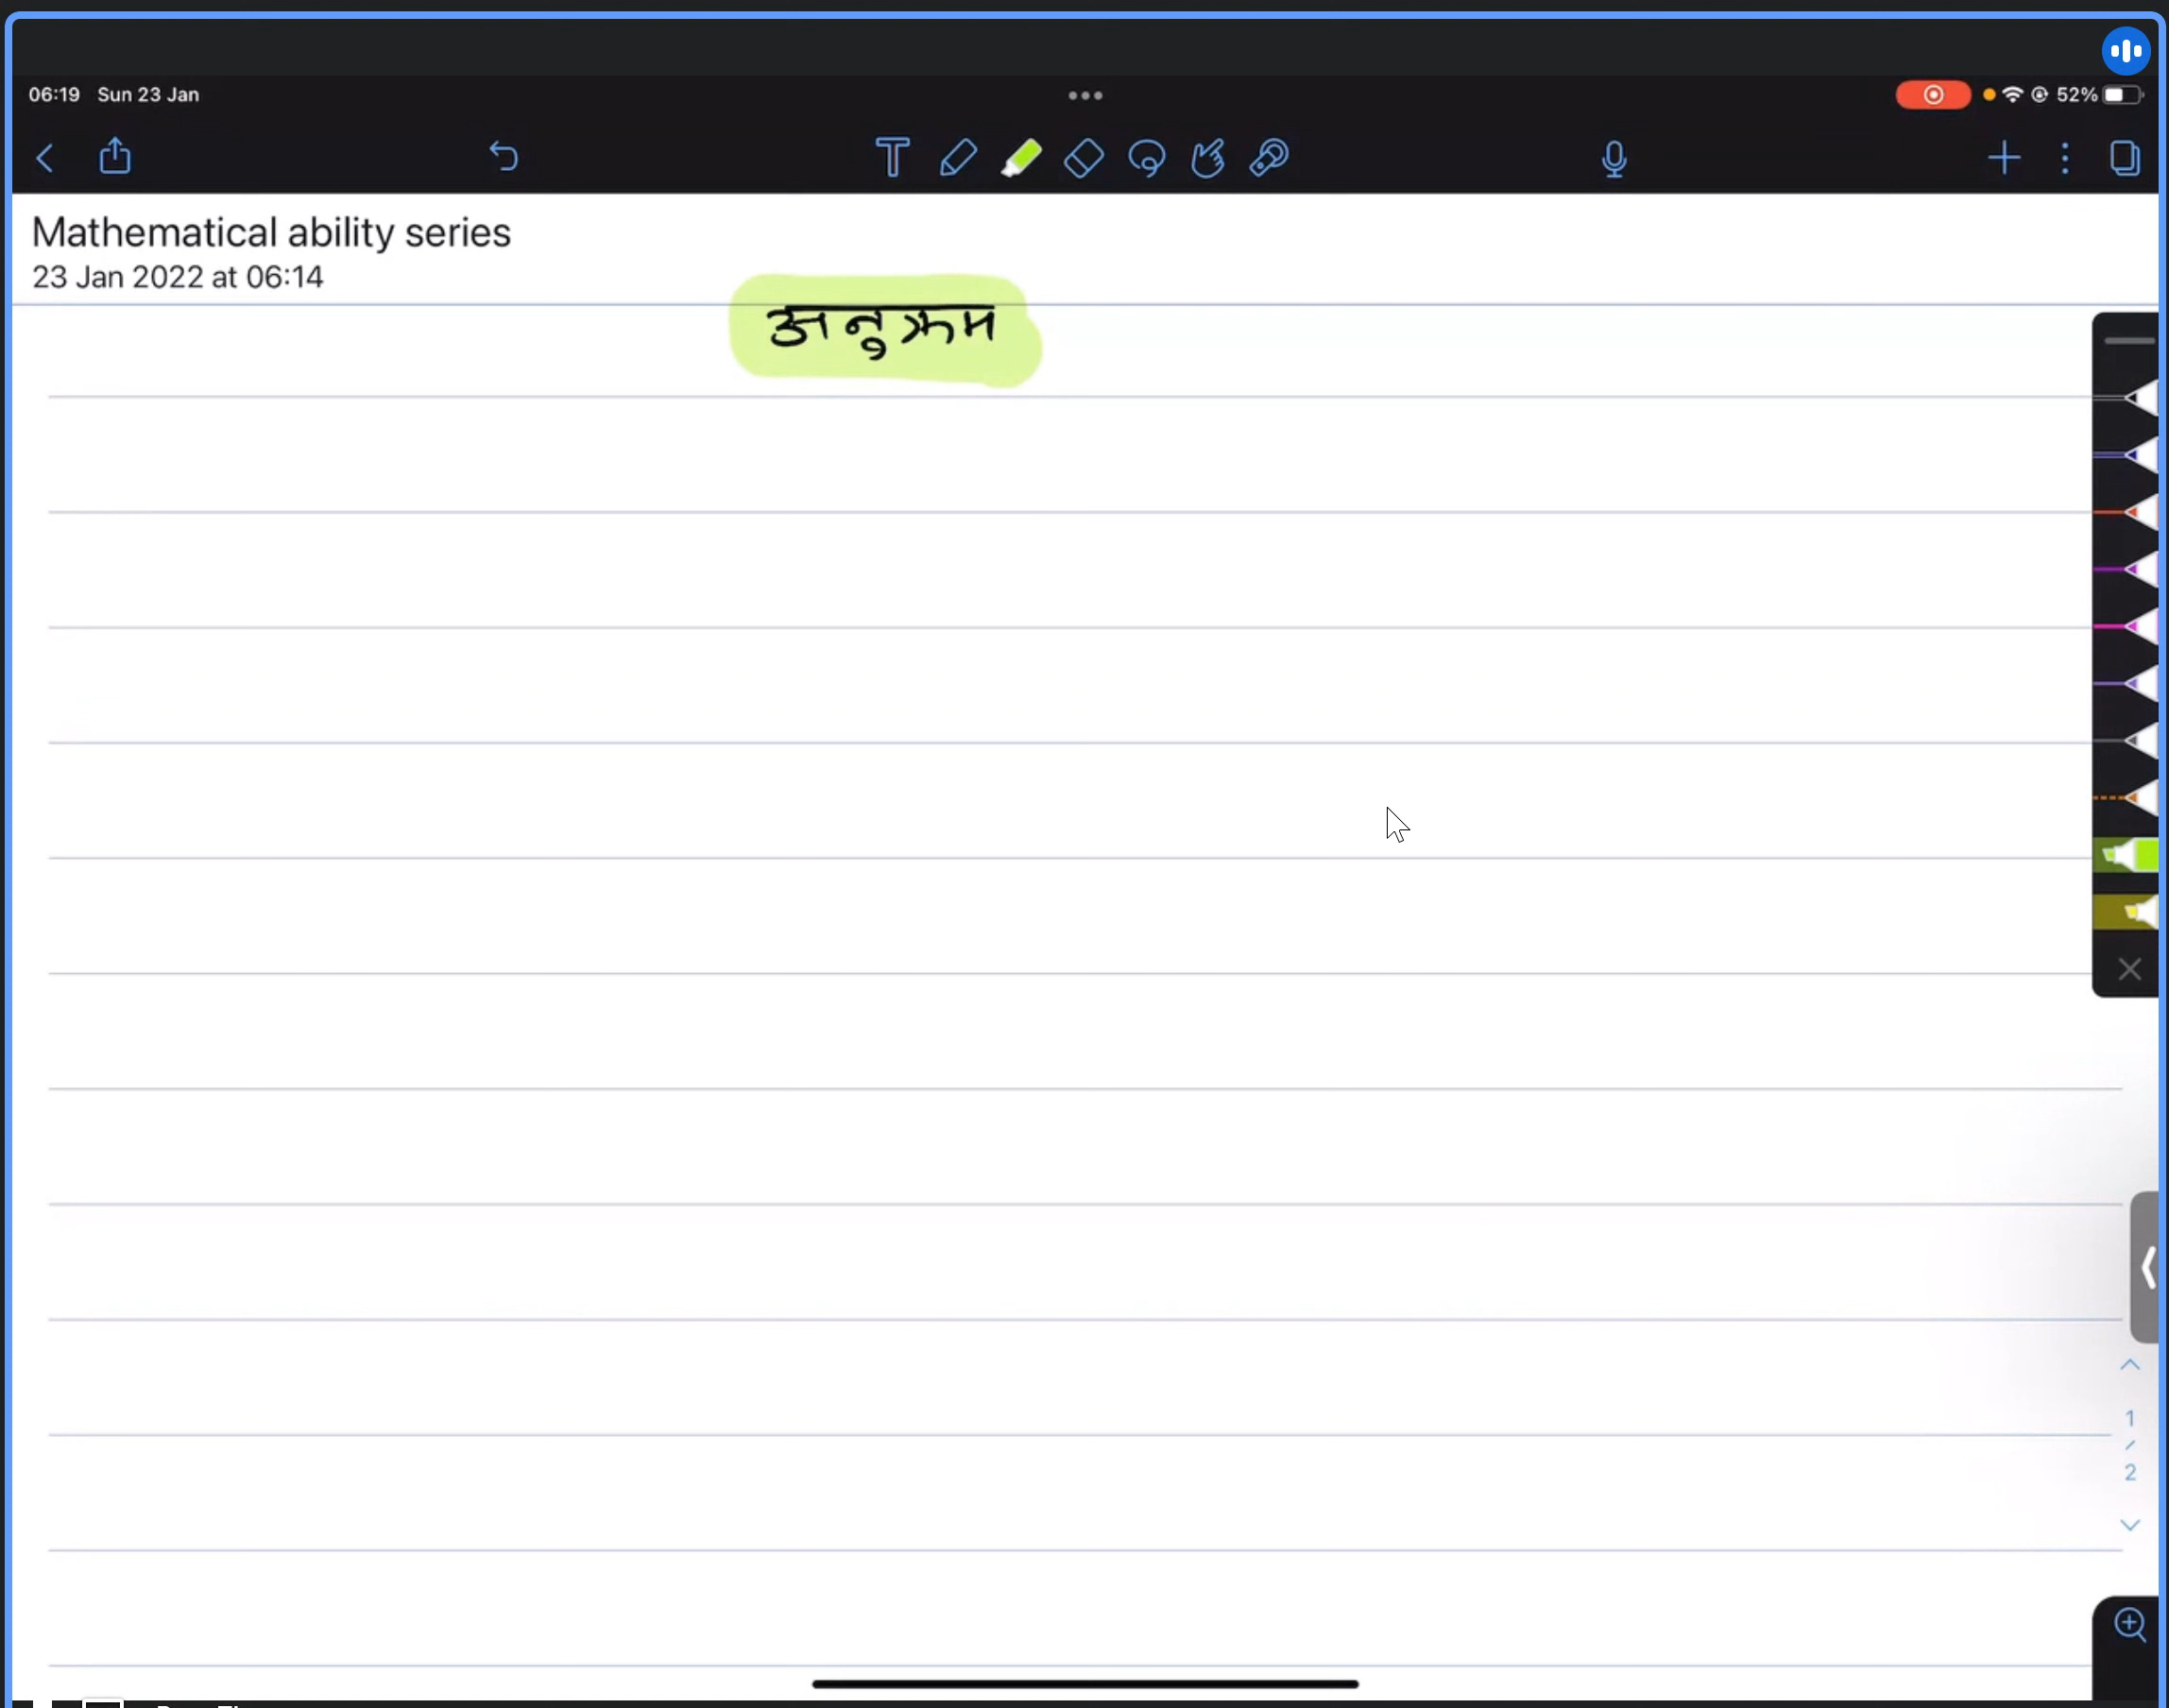 06:19 Sun 23 Jan
52%
Mathematical ability series
23 Jan 2022 at 06:14
अनुक्रम
1
2